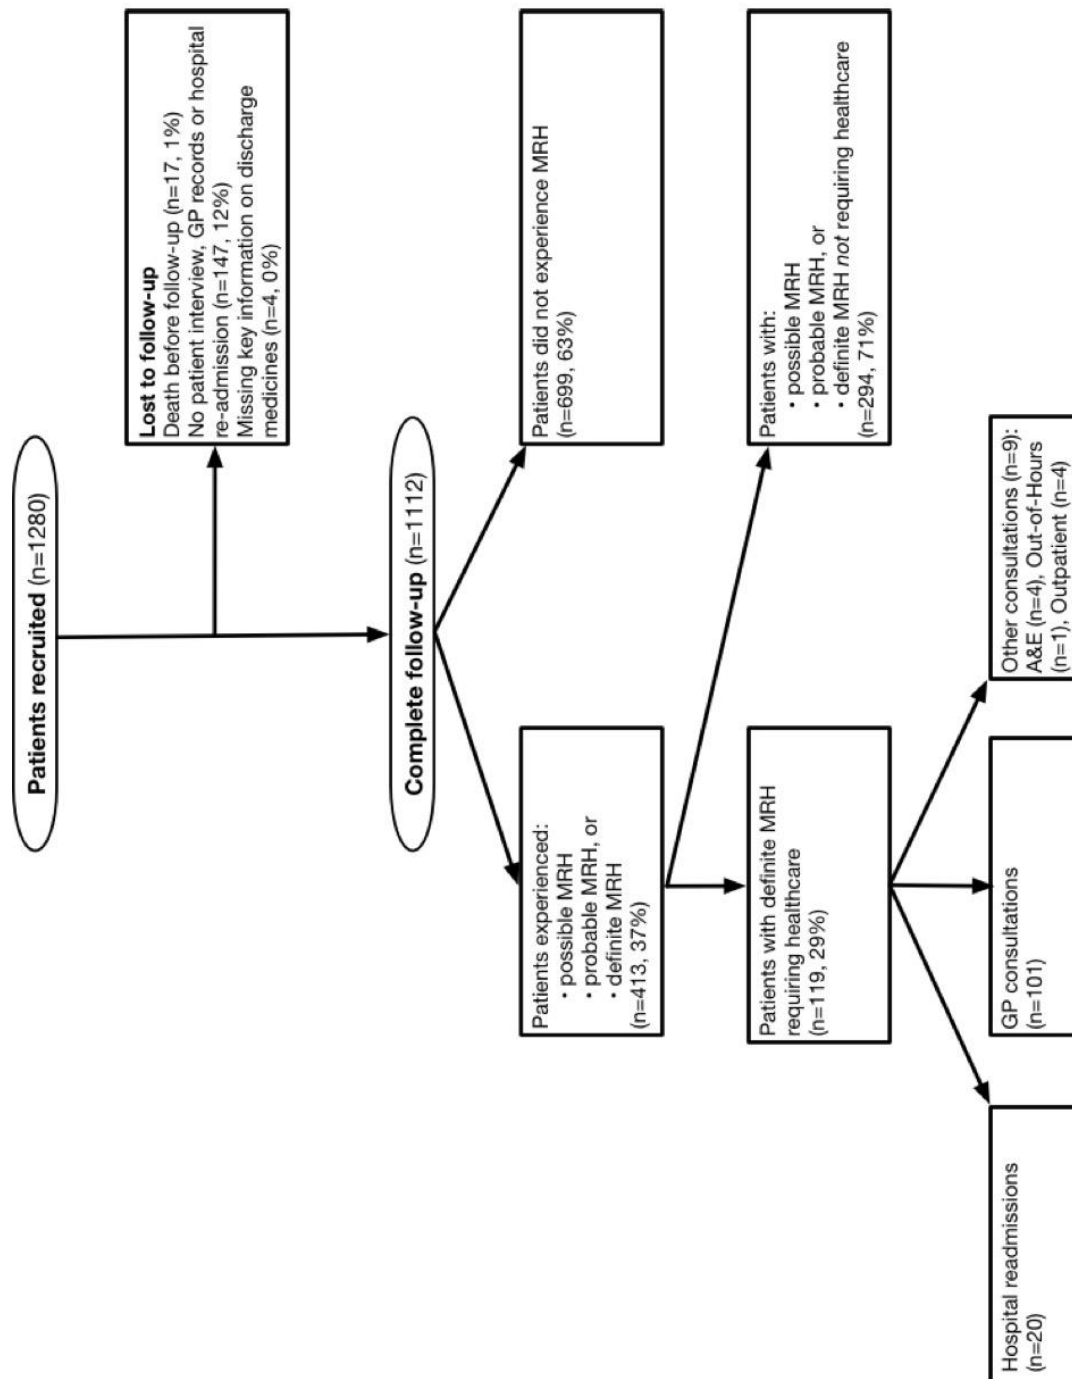 Patients recruited (n=1280)
Lost to follow-up
Death before follow-up (n=17, 1%)
No patient interview, GP records or hospital
re-admission (n=147, 12%)
Missing key information on discharge
medicines (n=4, 0%)
Complete follow-up (n=1112)
Patients experienced:
• possible MRH
• probable MRH, or
• definite MRH
(n=413, 37%)
Patients did not experience MRH
(n=699, 63%)
Patients with definite MRH
requiring healthcare
(n=119, 29%)
Patients with:
• possible MRH
• probable MRH, or
• definite MRH not requiring healthcare
(n=294, 71%)
Hospital readmissions
(n=20)
GP consultations
(n=101)
Other consultations (n=9):
A&E (n=4), Out-of-Hours
(n=1), Outpatient (n=4)